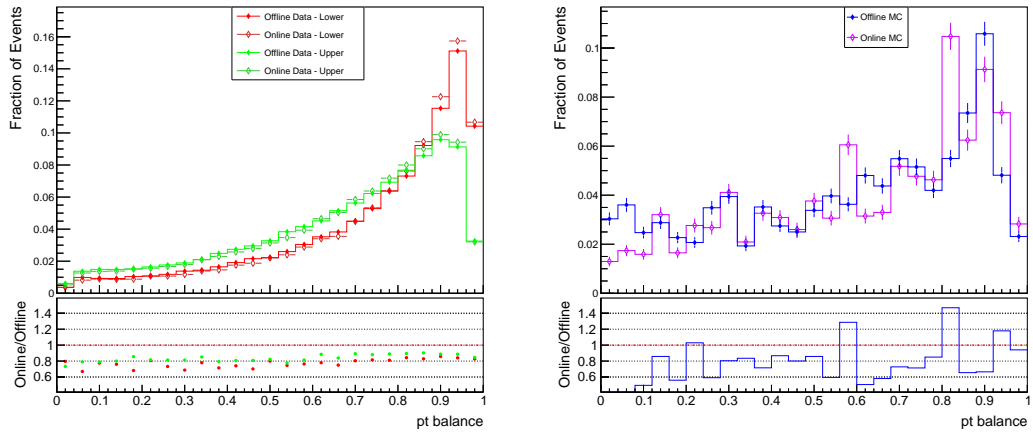 Fraction of Events
Offline Data - Lower
Online Data - Lower
Offline Data - Upper
Online Data - Upper
0.16
0.14
0.12
0.1
0.08
0.06
0.04
0.02
0
Online/Offline
1.4
1.2
1
0.8
0.6
0 0.1 0.2 0.3 0.4 0.5 0.6 0.7 0.8 0.9 1
pt balance
Fraction of Events
Offline MC
Online MC
0.1
0.08
0.06
0.04
0.02
0
Online/Offline
1.4
1.2
1
0.8
0.6
0 0.1 0.2 0.3 0.4 0.5 0.6 0.7 0.8 0.9 1
pt balance